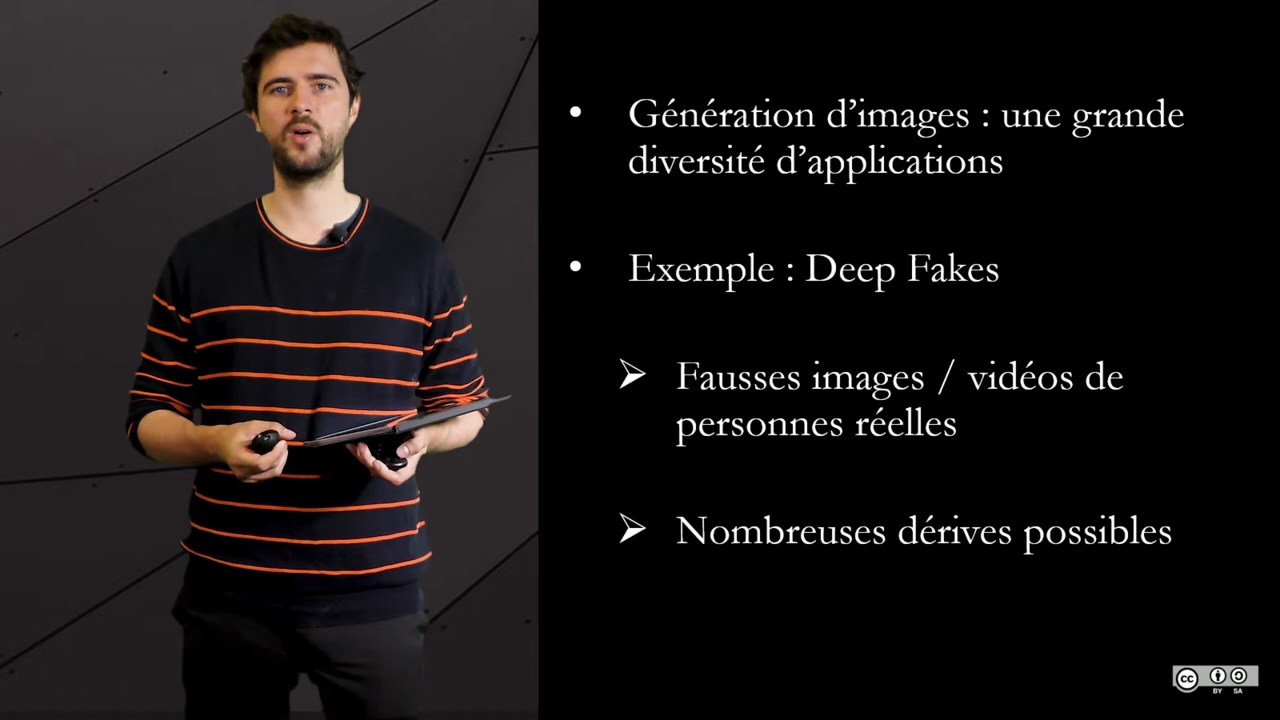 Génération d’images : une grande
diversité d’applications
Exemple : Deep Fakes
Fausses images / vidéos de
personnes réelles
Nombreuses dérives possibles
cc
BY SA